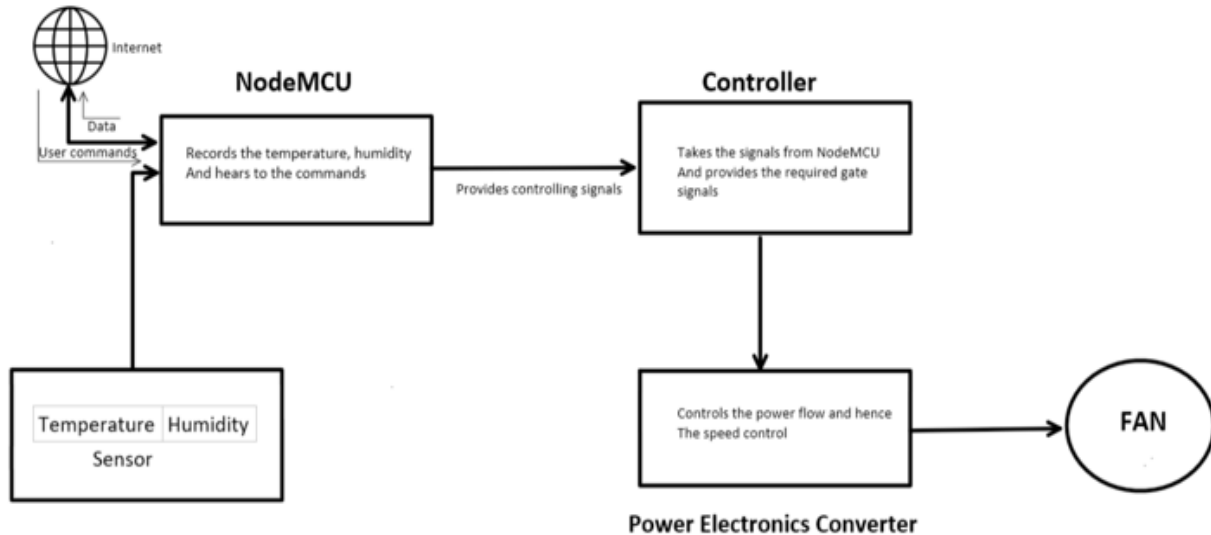 Internet
NodeMCU
Controller
Data
User commands
Records the temperature, humidity
And hears to the commands
Provides controlling signals
Takes the signals from NodeMCU
And provides the required gate
signals
Temperature Humidity
Sensor
Controls the power flow and hence
The speed control
FAN
Power Electronics Converter